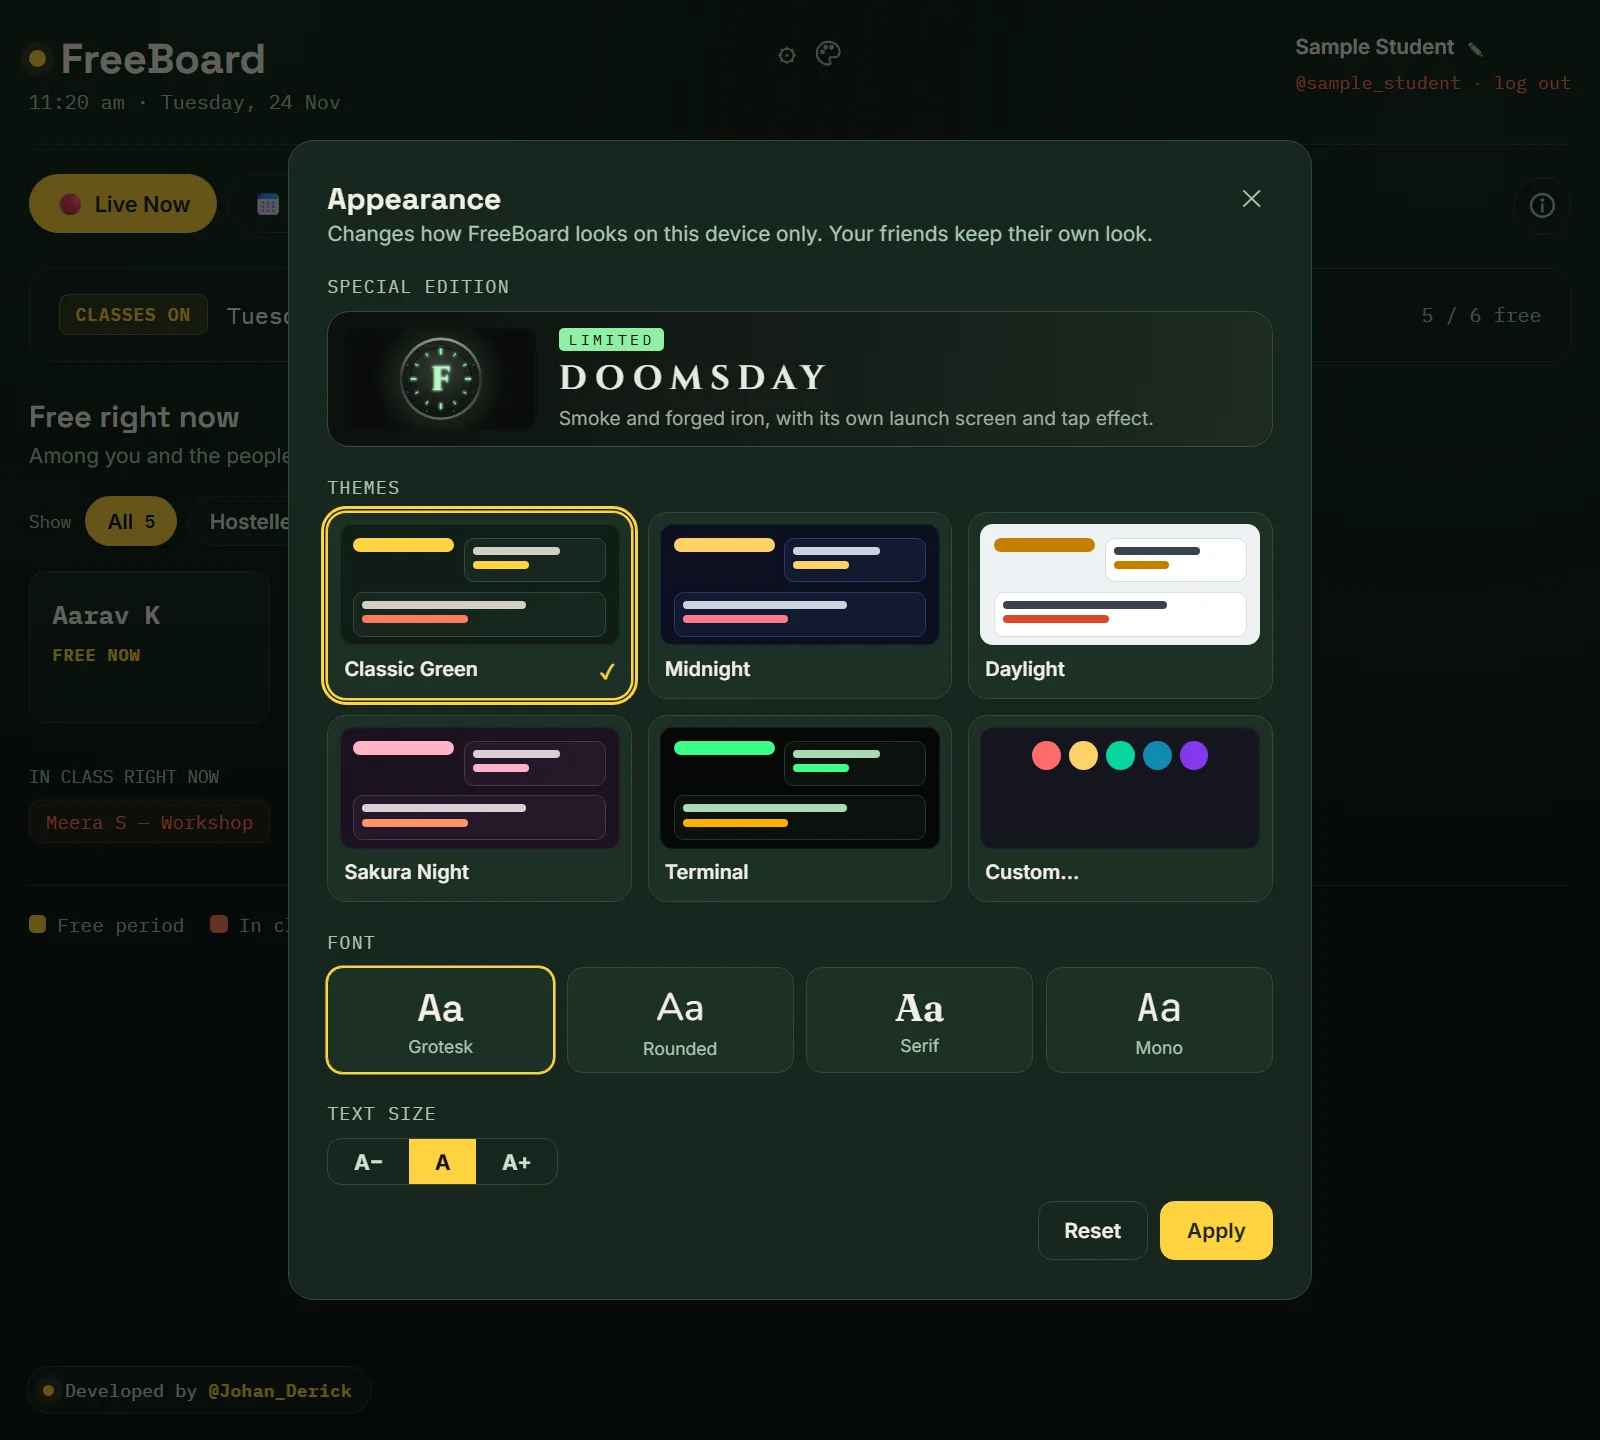 FreeBoard
11:20 am · Tuesday, 24 Nov
Sample Student
@sample_student · log out
Live Now
CLASSES ON
5 / 6 free
Free right now
Among you and the people
Show
All 5
Aarav K
FREE NOW
IN CLASS RIGHT NOW
Meera S — Workshop
Free period
In
Appearance
Changes how FreeBoard looks on this device only. Your friends keep their own look.
SPECIAL EDITION
F
LIMITED
DOOMSDAY
Smoke and forged iron, with its own launch screen and tap effect.
THEMES
Classic Green ✓
Midnight
Daylight
Sakura Night
Terminal
Custom...
FONT
Aa
Grotesk
Aa
Rounded
Aa
Serif
Aa
Mono
TEXT SIZE
A−
A
A+
Reset
Apply
Developed by @Johan_Derick